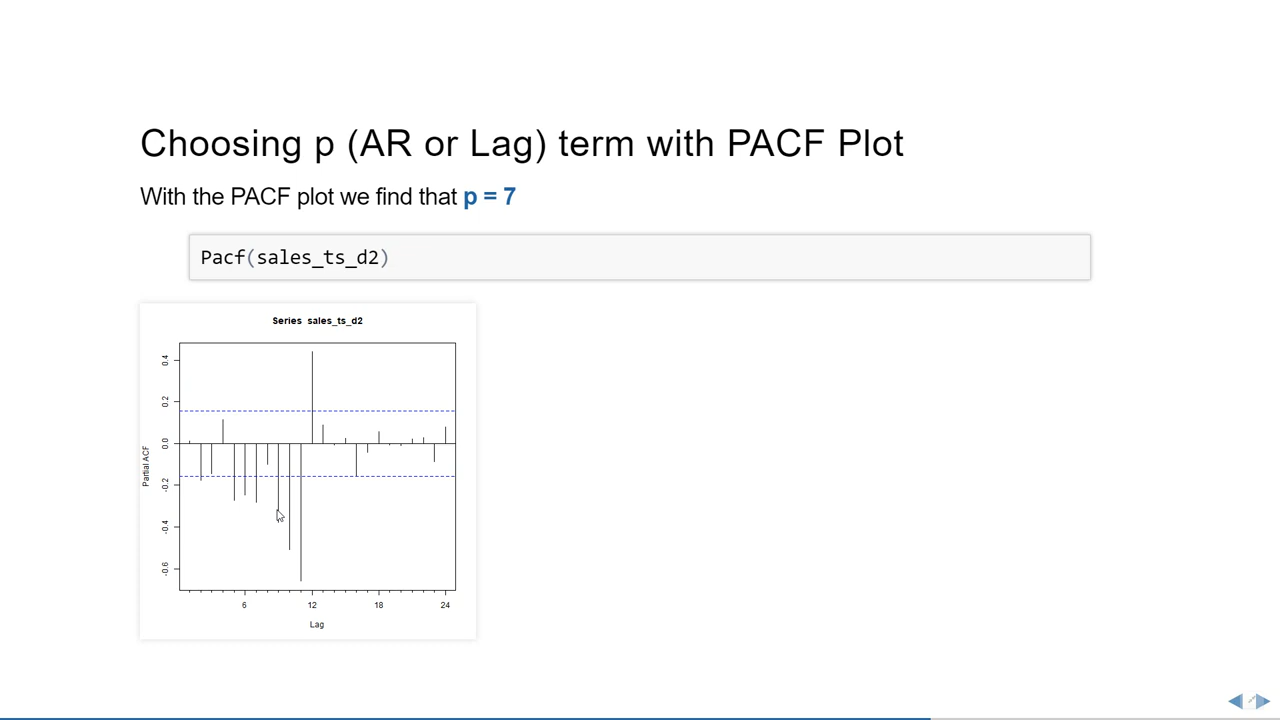 Choosing p (AR or Lag) term with PACF Plot
With the PACF plot we find that p = 7
Pacf(sales_ts_d2)
Series sales_ts_d2
Partial ACF
0.4
0.2
0.0
-0.2
-0.4
-0.6
6 12 18 24
Lag